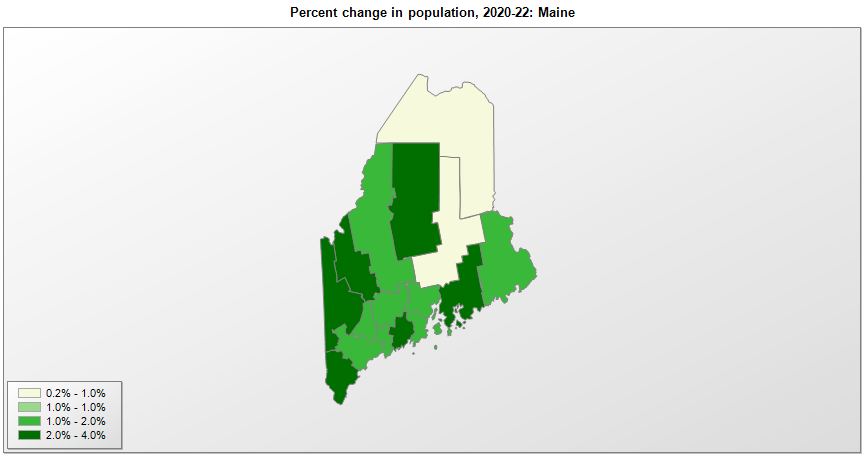 Percent change in population, 2020-22: Maine
0.2% - 1.0%
1.0% - 1.0%
1.0% - 2.0%
2.0% - 4.0%